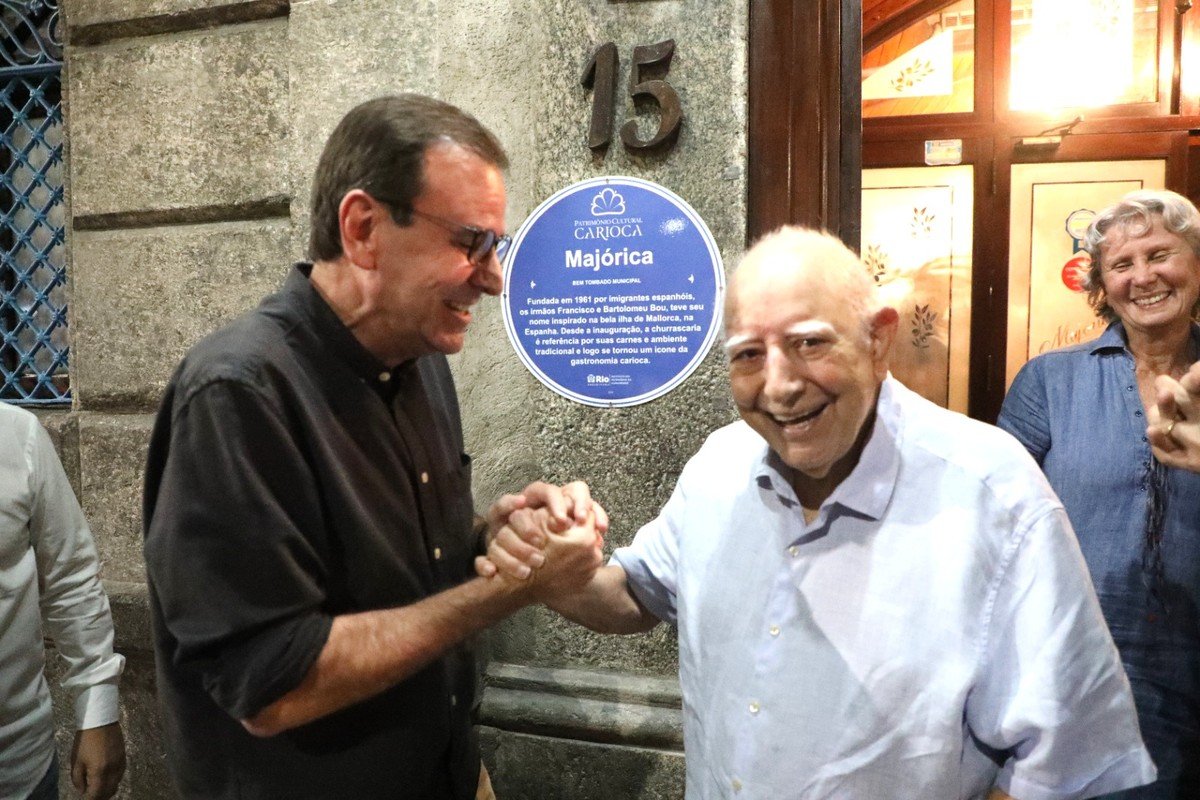 15
PATRIMÔNIO CULTURAL
CARIOCA
Majórica
BEM TOMBADO MUNICIPAL
Fundada em 1961 por imigrantes espanhóis,
os irmãos Francisco e Bartolomeu Bou, teve seu
nome inspirado na bela ilha de Mallorca, na
Espanha. Desde a inauguração, a churrascaria
é referência por suas carnes e ambiente
tradicional e logo se tornou um ícone da
gastronomia carioca.
Rio